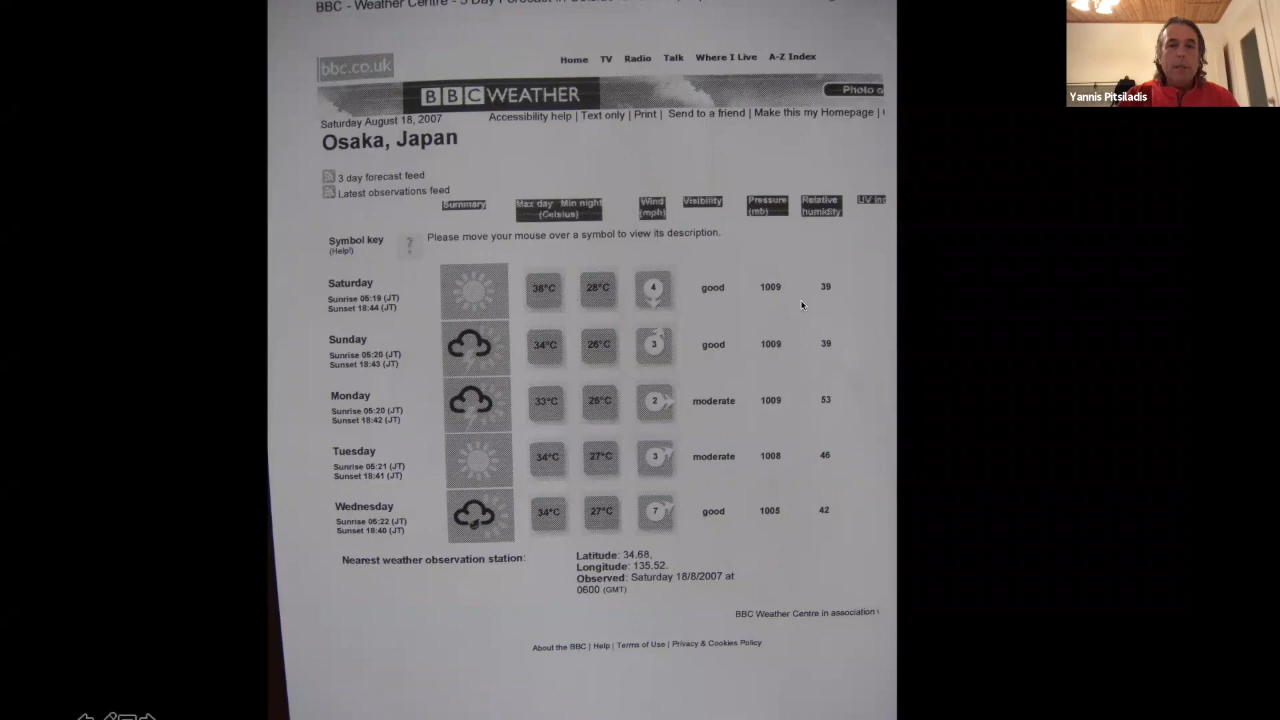 BBC - Weather Centre - 5 Day Forecast in Celsius for
bbc.co.uk
Home TV Radio Talk Where I Live A-Z Index
BBC WEATHER
Photo
Yannis Pitsiladis
Saturday August 18, 2007
Accessibility help | Text only | Print | Send to a friend | Make this my Homepage |
Osaka, Japan
3 day forecast feed
Latest observations feed
Summary Max day Min night Wind Visibility Pressure Relative UV
(Celsius) (mph) (mb) humidity
Symbol key ? Please move your mouse over a symbol to view its description.
(Help!)
Saturday 36°C 28°C 4 good 1009 39
Sunrise 05:19 (JT)
Sunset 18:44 (JT)
Sunday 34°C 26°C 3 good 1009 39
Sunrise 05:20 (JT)
Sunset 18:43 (JT)
Monday 33°C 26°C 2 moderate 1009 53
Sunrise 05:20 (JT)
Sunset 18:42 (JT)
Tuesday 34°C 27°C 3 moderate 1008 46
Sunrise 05:21 (JT)
Sunset 18:41 (JT)
Wednesday 34°C 27°C 7 good 1005 42
Sunrise 05:22 (JT)
Sunset 18:40 (JT)
Nearest weather observation station: Latitude: 34.68,
Longitude: 135.52.
Observed: Saturday 18/8/2007 at
0600 (GMT)
BBC Weather Centre in association
About the BBC | Help | Terms of Use | Privacy & Cookies Policy